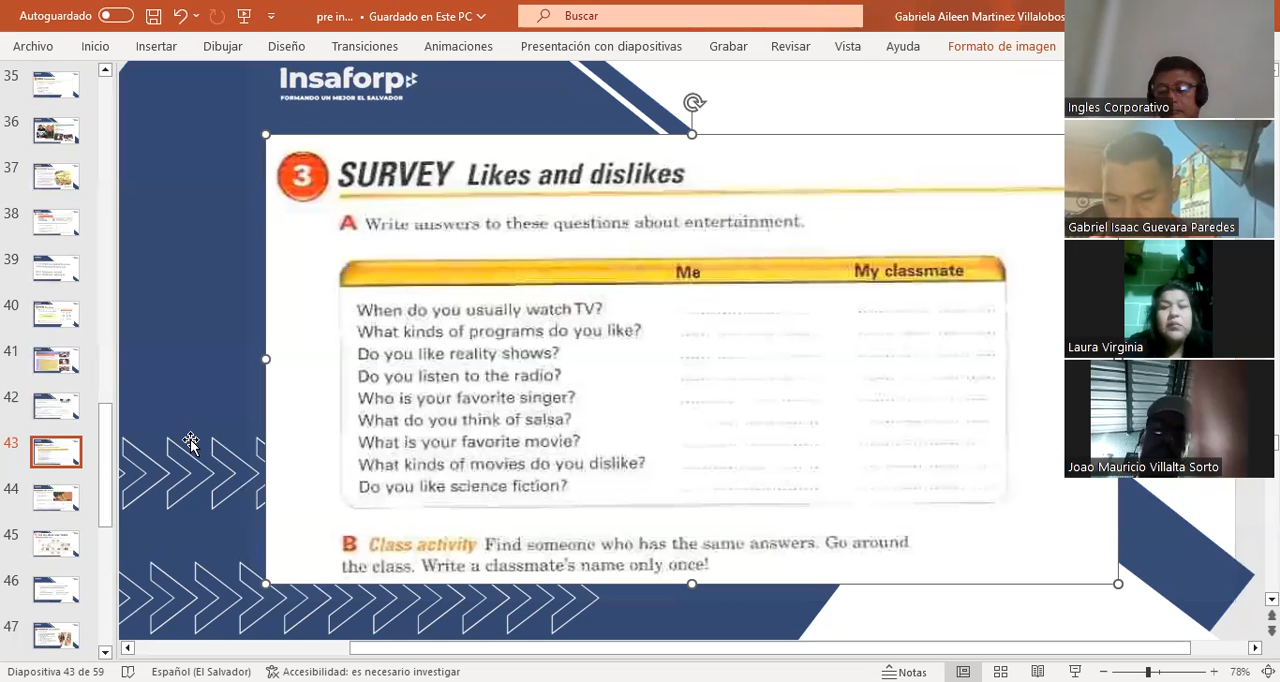 Autoguardado
pre in... • Guardado en Este PC
Buscar
Gabriela Aileen Martinez Villalobos
Archivo Inicio Insertar Dibujar Diseño Transiciones Animaciones Presentación con diapositivas Grabar Revisar Vista Ayuda Formato de imagen
35
36
37
38
39
40
41
42
43
44
45
46
47
Insaforp
FORMANDO UN MEJOR EL SALVADOR
3 SURVEY Likes and dislikes
A Write answers to these questions about entertainment.
Me My classmate
When do you usually watch TV?
What kinds of programs do you like?
Do you like reality shows?
Do you listen to the radio?
Who is your favorite singer?
What do you think of salsa?
What is your favorite movie?
What kinds of movies do you dislike?
Do you like science fiction?
B Class activity Find someone who has the same answers. Go around
the class. Write a classmate's name only once!
Ingles Corporativo
Gabriel Isaac Guevara Paredes
Laura Virginia
Joao Mauricio Villalta Sorto
Diapositiva 43 de 59 Español (El Salvador) Accesibilidad: es necesario investigar Notas 78%